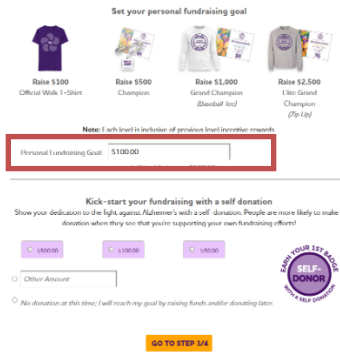 Set your personal fundraising goal
Raise $100 Raise $500 Raise $1,000 Raise $2,500
Official Walk T-Shirt Champion Grand Champion Elite Grand
(Baseball Tee) Champion
(Zip Up)
Note: Each level is inclusive of previous level incentive rewards.
Personal Fundraising Goal: $100.00
Kick-start your fundraising with a self donation
Show your dedication to the fight against Alzheimer's with a self donation. People are more likely to make
donation when they see that you're supporting your own fundraising efforts!
$100.00 $50.00
Other Amount
No donation at this time; I will reach my goal by raising funds and/or donating later.
EARN YOUR 1ST BADGE
SELF-
DONOR
WITH A SELF DONATION
GO TO STEP 3/4